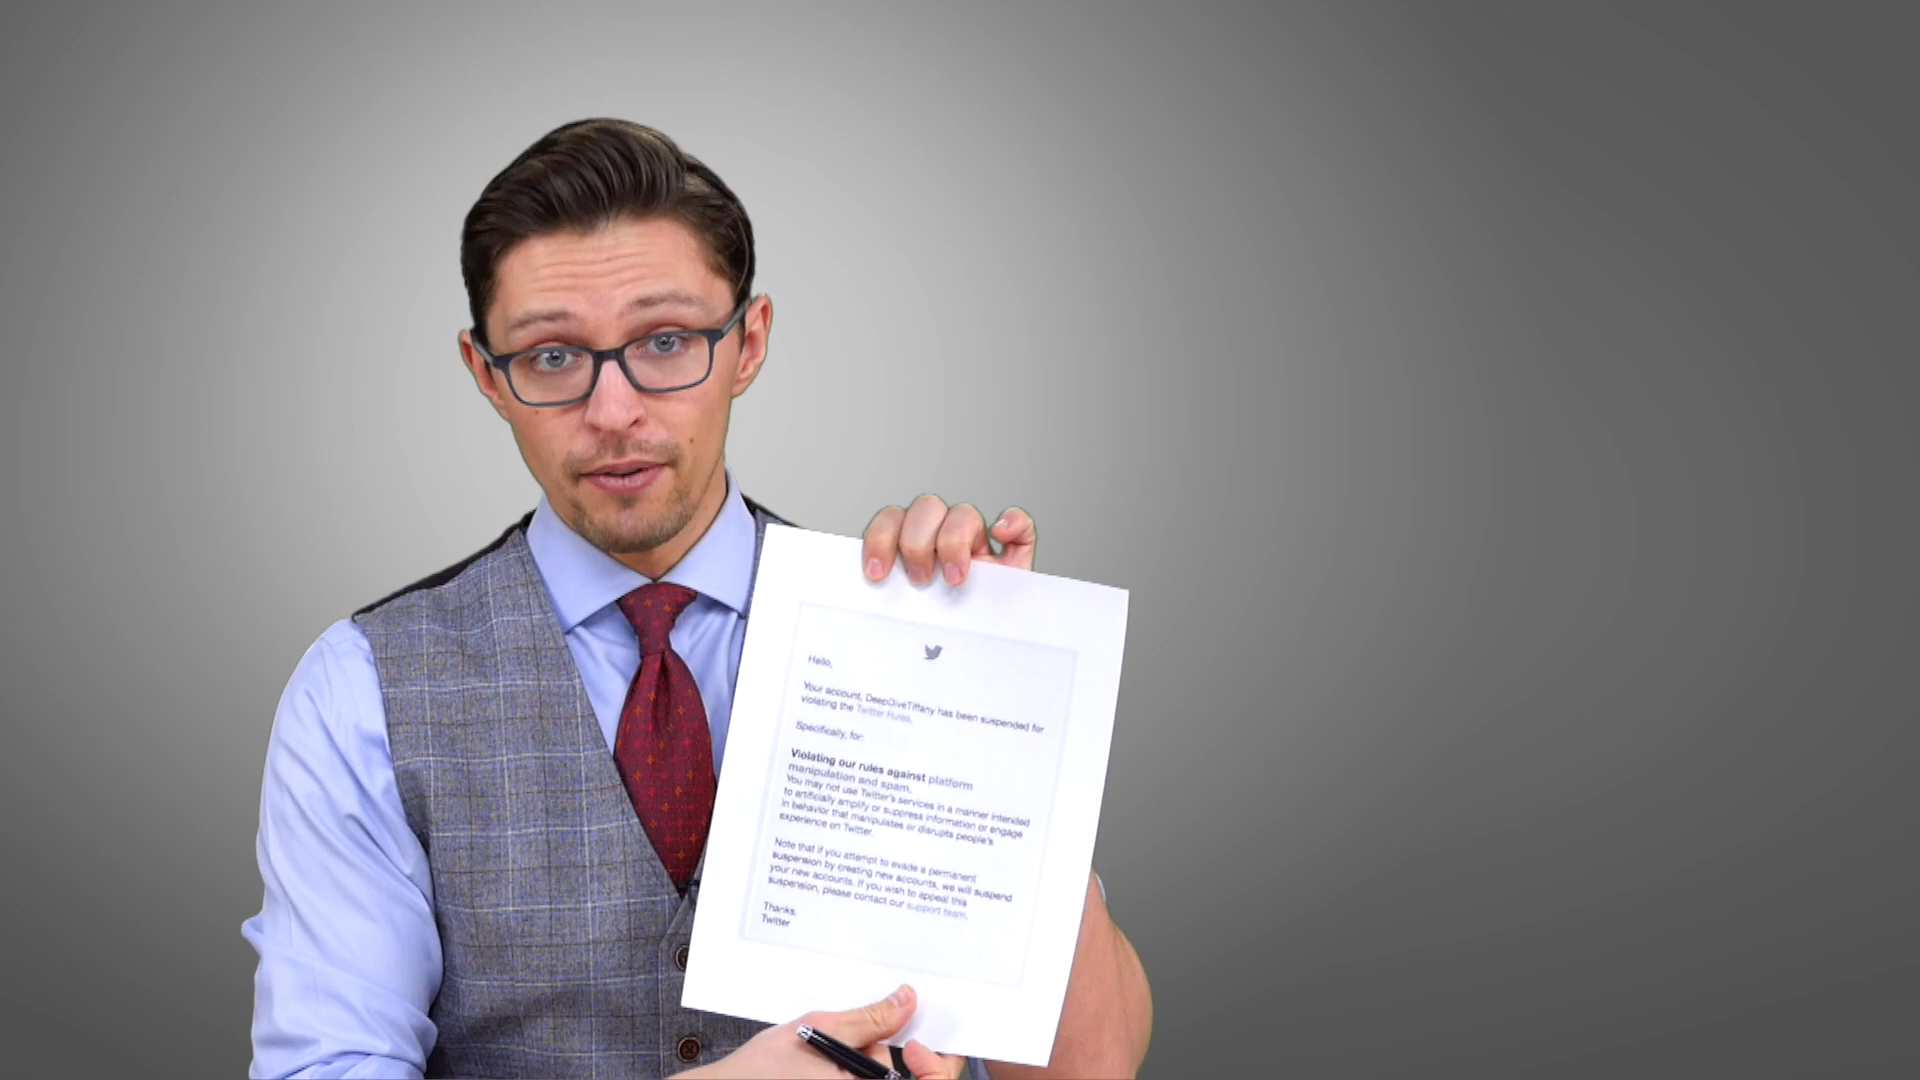 Hello,
Your account, DeepDiveTiffany has been suspended for
violating the Twitter Rules.
Specifically, for:
Violating our rules against platform
manipulation and spam.
You may not use Twitter's services in a manner intended
to artificially amplify or suppress information or engage
in behavior that manipulates or disrupts people's
experience on Twitter.
Note that if you attempt to evade a permanent
suspension by creating new accounts, we will suspend
your new accounts. If you wish to appeal this
suspension, please contact our support team.
Thanks,
Twitter